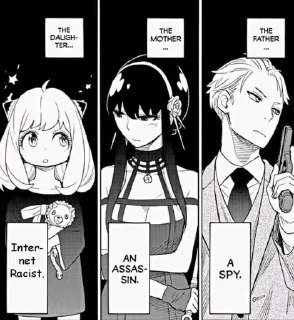 THE
FATHER
...
A
SPY.
THE
MOTHER
...
AN
ASSAS-
SIN.
THE
DAUGH-
TER...
Inter-
net
Racist.